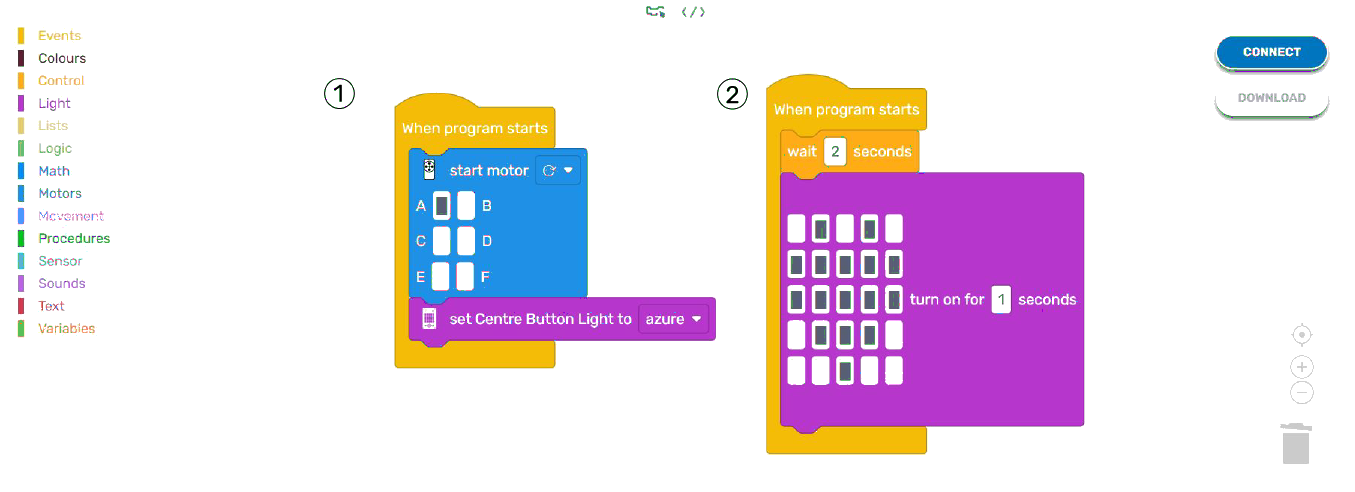 </>
Events
Colours
Control
Light
Lists
Logic
Math
Motors
Movement
Procedures
Sensor
Sounds
Text
Variables
1
When program starts
start motor
A B
C D
E F
set Centre Button Light to azure
2
When program starts
wait 2 seconds
turn on for 1 seconds
CONNECT
DOWNLOAD